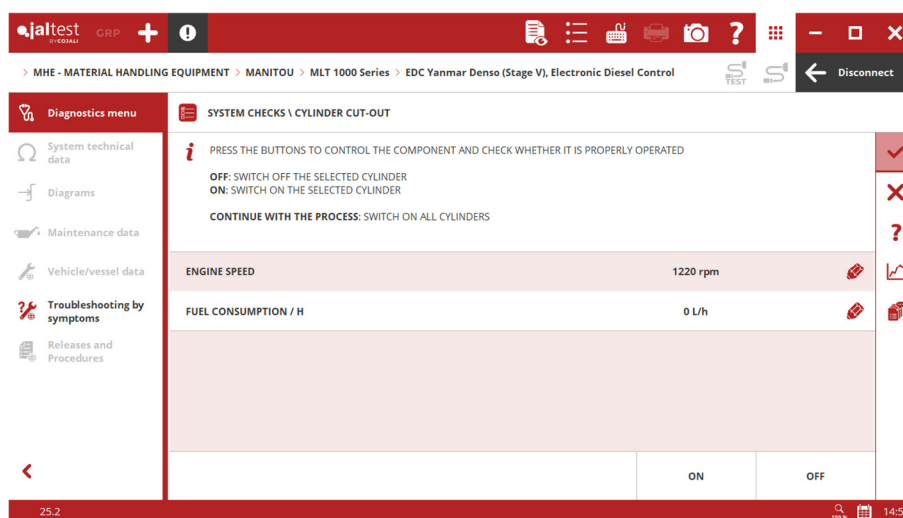 jaltest GRP
BY COJALI
TEST
> MHE - MATERIAL HANDLING EQUIPMENT > MANITOU > MLT 1000 Series > EDC Yanmar Denso (Stage V), Electronic Diesel Control
Disconnect
Diagnostics menu
SYSTEM CHECKS \ CYLINDER CUT-OUT
System technical
data
Diagrams
Maintenance data
Vehicle/vessel data
Troubleshooting by
symptoms
Releases and
Procedures
PRESS THE BUTTONS TO CONTROL THE COMPONENT AND CHECK WHETHER IT IS PROPERLY OPERATED
OFF: SWITCH OFF THE SELECTED CYLINDER
ON: SWITCH ON THE SELECTED CYLINDER
CONTINUE WITH THE PROCESS: SWITCH ON ALL CYLINDERS
ENGINE SPEED 1220 rpm
FUEL CONSUMPTION / H 0 L/h
ON OFF
25.2
100 %
14:5